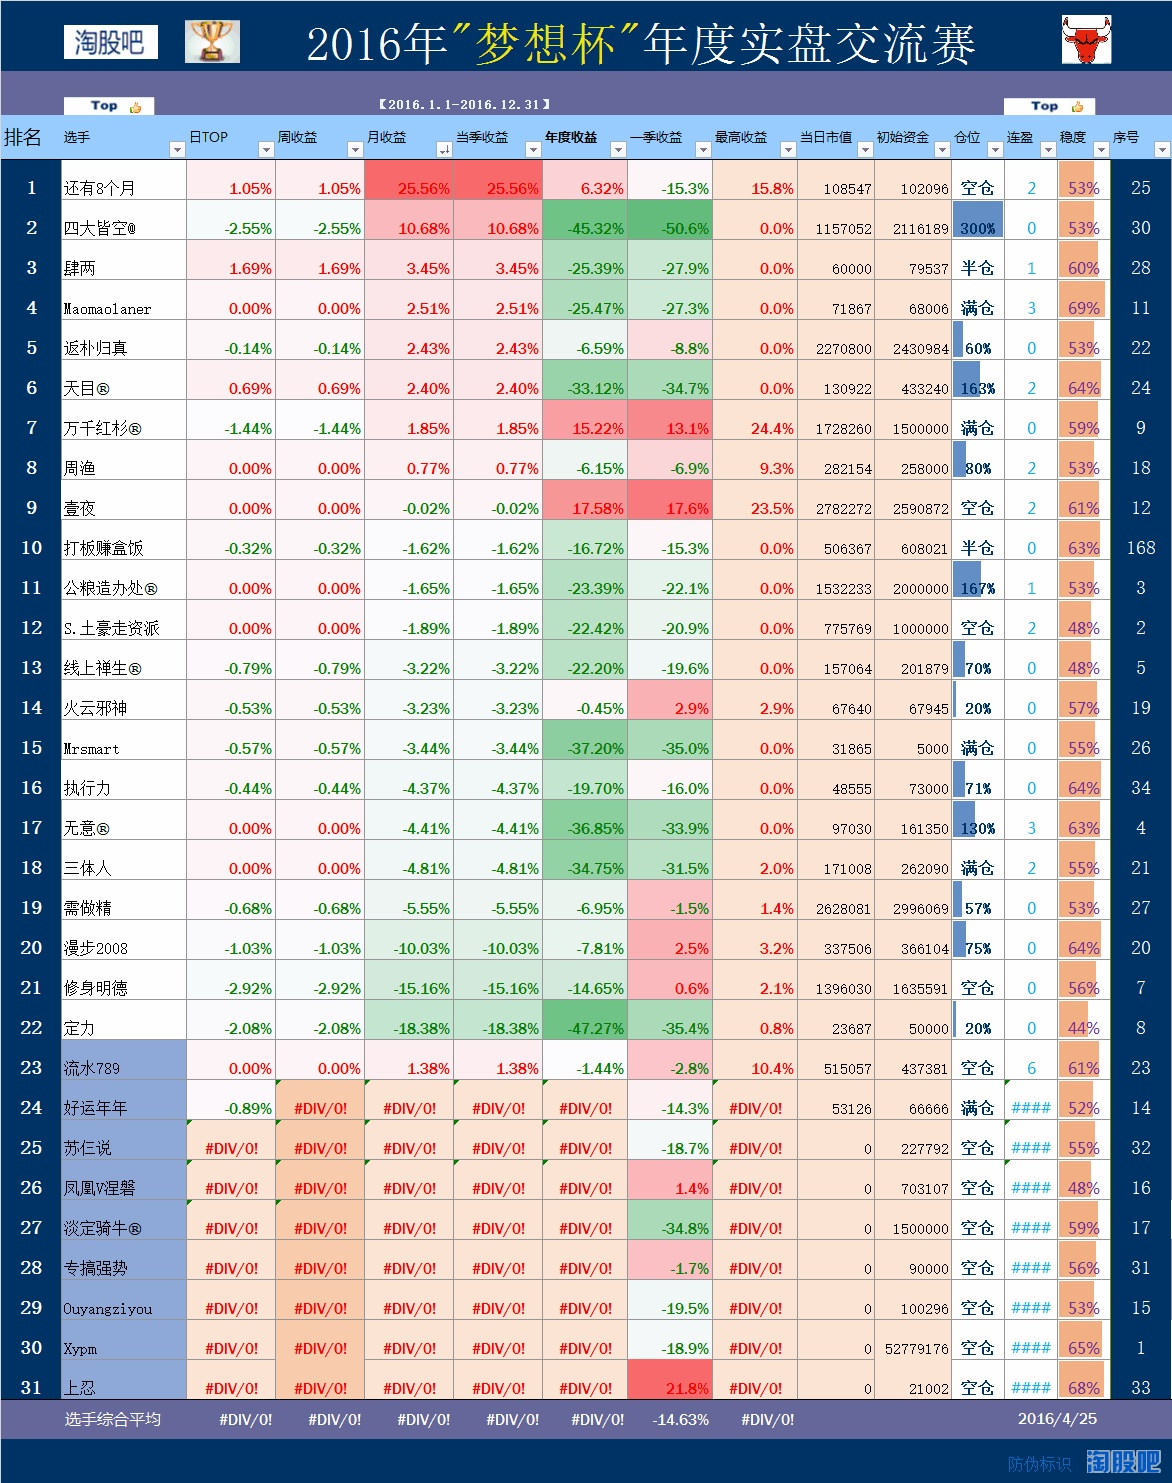 淘股吧 2016年"梦想杯"年度实盘交流赛
Top 【2016.1.1-2016.12.31】 Top
排名 选手 日TOP 周收益 月收益 当季收益 年度收益 一季收益 最高收益 当日市值 初始资金 仓位 连盈 稳度 序号
1 还有8个月 1.05% 1.05% 25.56% 25.56% 6.32% -15.3% 15.8% 108547 102096 空仓 2 53% 25
2 四大皆空@ -2.55% -2.55% 10.68% 10.68% -45.32% -50.6% 0.0% 1157052 2116189 300% 0 53% 30
3 肆两 1.69% 1.69% 3.45% 3.45% -25.39% -27.9% 0.0% 60000 79537 半仓 1 60% 28
4 Maomaolaner 0.00% 0.00% 2.51% 2.51% -25.47% -27.3% 0.0% 71867 68006 满仓 3 69% 11
5 返朴归真 -0.14% -0.14% 2.43% 2.43% -6.59% -8.8% 0.0% 2270800 2430984 60% 0 53% 22
6 天目® 0.69% 0.69% 2.40% 2.40% -33.12% -34.7% 0.0% 130922 433240 163% 2 64% 24
7 万千红杉® -1.44% -1.44% 1.85% 1.85% 15.22% 13.1% 24.4% 1728260 1500000 满仓 0 59% 9
8 周渔 0.00% 0.00% 0.77% 0.77% -6.15% -6.9% 9.3% 282154 258000 80% 2 53% 18
9 壹夜 0.00% 0.00% -0.02% -0.02% 17.58% 17.6% 23.5% 2782272 2590872 空仓 2 61% 12
10 打板赚盒饭 -0.32% -0.32% -1.62% -1.62% -16.72% -15.3% 0.0% 506367 608021 半仓 0 63% 168
11 公粮造办处® 0.00% 0.00% -1.65% -1.65% -23.39% -22.1% 0.0% 1532233 2000000 167% 1 53% 3
12 S.土豪走资派 0.00% 0.00% -1.89% -1.89% -22.42% -20.9% 0.0% 775769 1000000 空仓 2 48% 2
13 线上禅生® -0.79% -0.79% -3.22% -3.22% -22.20% -19.6% 0.0% 157064 201879 70% 0 48% 5
14 火云邪神 -0.53% -0.53% -3.23% -3.23% -0.45% 2.9% 2.9% 67640 67945 20% 0 57% 19
15 Mrsmart -0.57% -0.57% -3.44% -3.44% -37.20% -35.0% 0.0% 31865 5000 满仓 0 55% 26
16 执行力 -0.44% -0.44% -4.37% -4.37% -19.70% -16.0% 0.0% 48555 73000 71% 0 64% 34
17 无意® 0.00% 0.00% -4.41% -4.41% -36.85% -33.9% 0.0% 97030 161350 130% 3 63% 4
18 三体人 0.00% 0.00% -4.81% -4.81% -34.75% -31.5% 2.0% 171008 262090 满仓 2 55% 21
19 需做精 -0.68% -0.68% -5.55% -5.55% -6.95% -1.5% 1.4% 2628081 2996069 57% 0 53% 27
20 漫步2008 -1.03% -1.03% -10.03% -10.03% -7.81% 2.5% 3.2% 337506 366104 75% 0 64% 20
21 修身明德 -2.92% -2.92% -15.16% -15.16% -14.65% 0.6% 2.1% 1396030 1635591 空仓 0 56% 7
22 定力 -2.08% -2.08% -18.38% -18.38% -47.27% -35.4% 0.8% 23687 50000 20% 0 44% 8
23 流水789 0.00% 0.00% 1.38% 1.38% -1.44% -2.8% 10.4% 515057 437381 空仓 6 61% 23
24 好运年年 -0.89% #DIV/0! #DIV/0! #DIV/0! #DIV/0! -14.3% #DIV/0! 53126 66666 满仓 #### 52% 14
25 苏仨说 #DIV/0! #DIV/0! #DIV/0! #DIV/0! #DIV/0! -18.7% #DIV/0! 0 227792 空仓 #### 55% 32
26 凤凰V涅磐 #DIV/0! #DIV/0! #DIV/0! #DIV/0! #DIV/0! 1.4% #DIV/0! 0 703107 空仓 #### 48% 16
27 淡定骑牛® #DIV/0! #DIV/0! #DIV/0! #DIV/0! #DIV/0! -34.8% #DIV/0! 0 1500000 空仓 #### 59% 17
28 专搞强势 #DIV/0! #DIV/0! #DIV/0! #DIV/0! #DIV/0! -1.7% #DIV/0! 0 90000 空仓 #### 56% 31
29 Ouyangziyou #DIV/0! #DIV/0! #DIV/0! #DIV/0! #DIV/0! -19.5% #DIV/0! 0 100296 空仓 #### 53% 15
30 Xypm #DIV/0! #DIV/0! #DIV/0! #DIV/0! #DIV/0! -18.9% #DIV/0! 0 52779176 空仓 #### 65% 1
31 上忍 #DIV/0! #DIV/0! #DIV/0! #DIV/0! #DIV/0! 21.8% #DIV/0! 0 21002 空仓 #### 68% 33
选手综合平均 #DIV/0! #DIV/0! #DIV/0! #DIV/0! #DIV/0! -14.63% #DIV/0! 2016/4/25
防伪标识 淘股吧